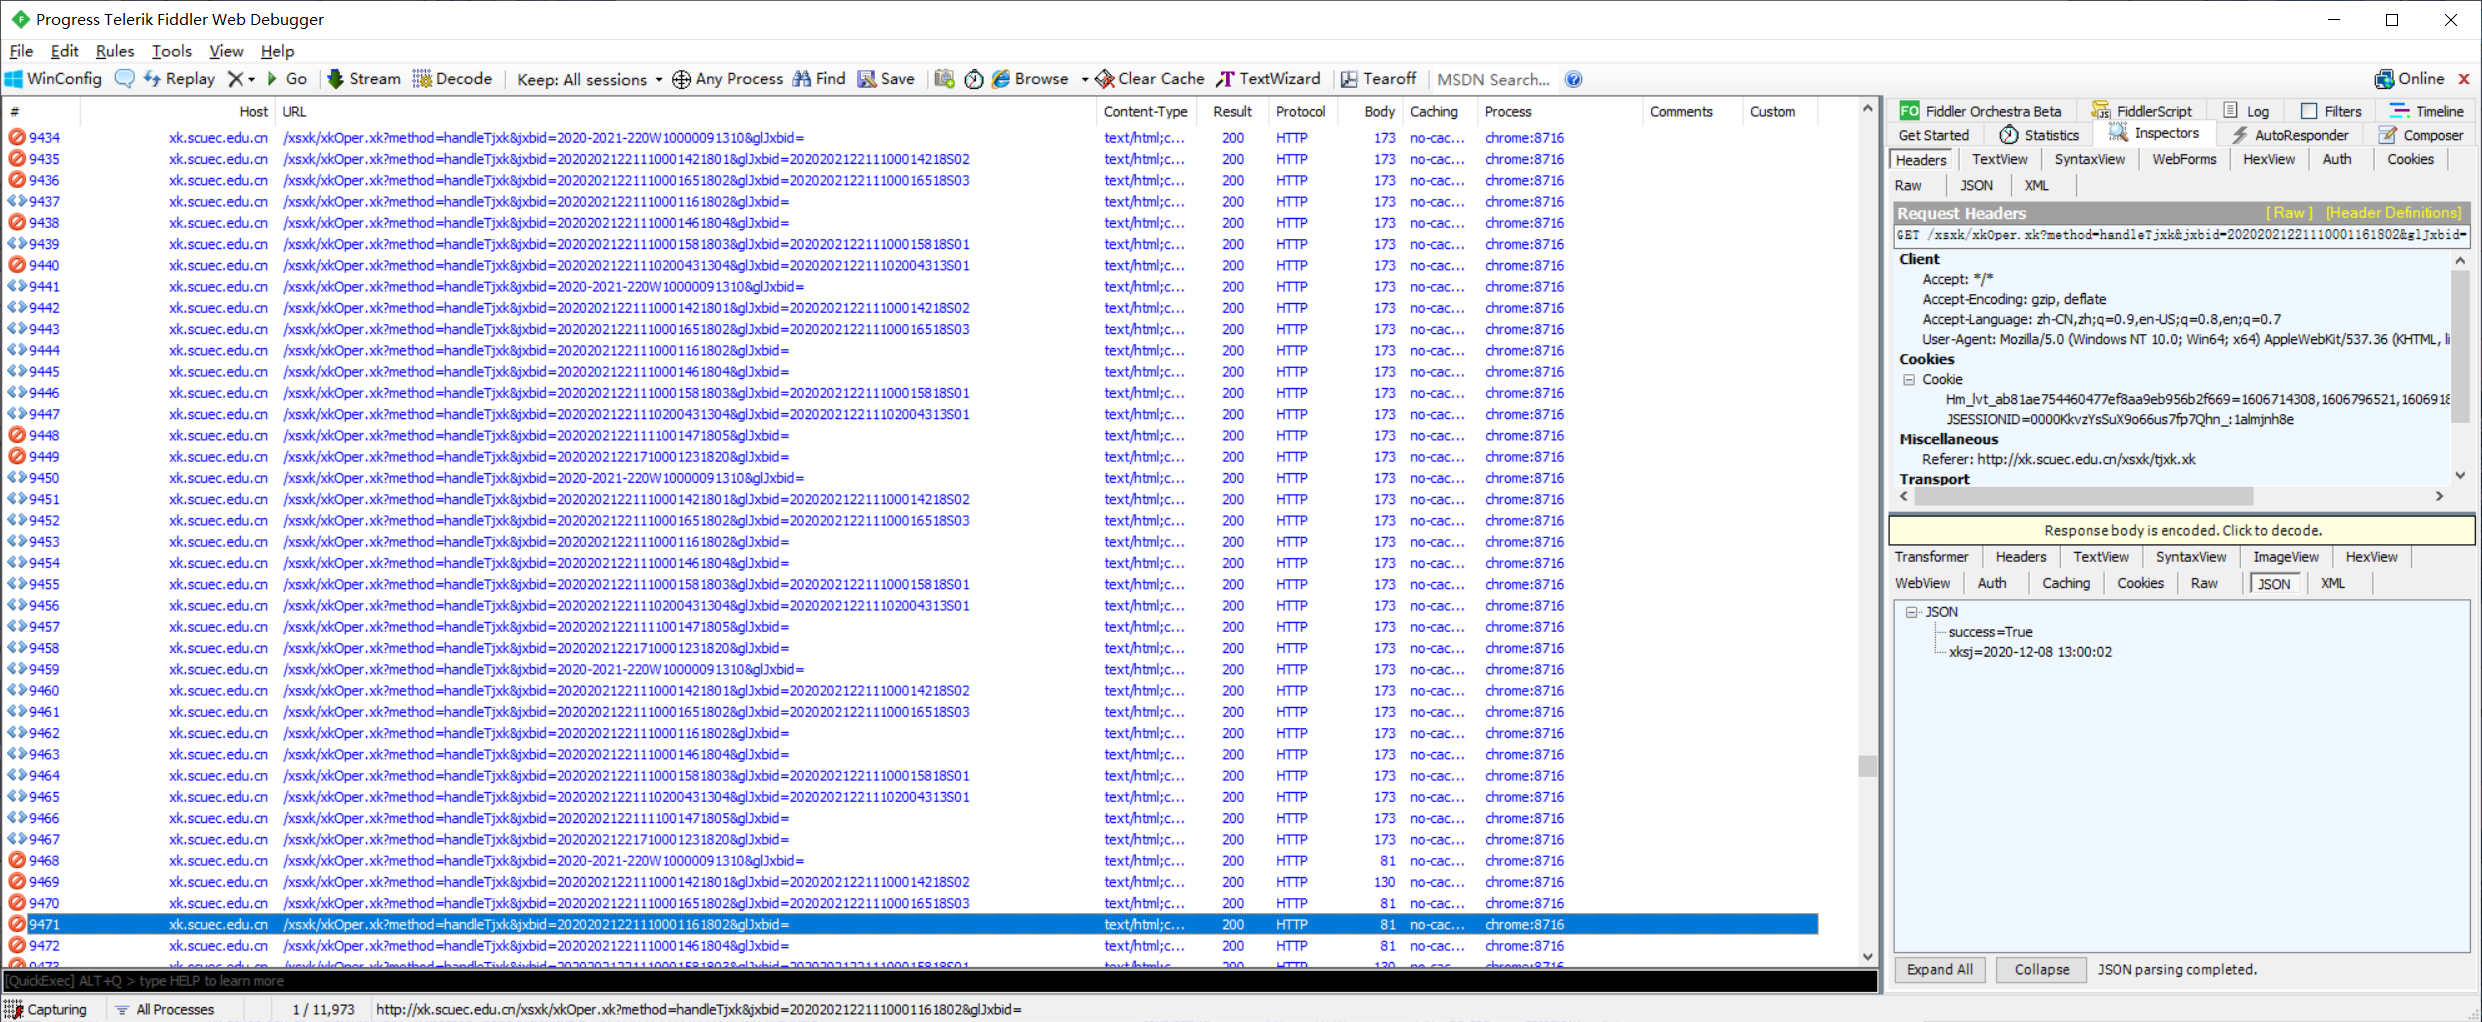 Progress Telerik Fiddler Web Debugger
File Edit Rules Tools View Help
WinConfig Replay Go Stream Decode Keep: All sessions Any Process Find Save Browse Clear Cache TextWizard Tearoff MSDN Search... Online
# Host URL Content-Type Result Protocol Body Caching Process Comments Custom
9434 xk.scuec.edu.cn /xsxk/xkOper.xk?method=handleTjxk&jxbid=2020-2021-220W10000091310&glJxbid= text/html;c... 200 HTTP 173 no-cac... chrome:8716
9435 xk.scuec.edu.cn /xsxk/xkOper.xk?method=handleTjxk&jxbid=202020212211100014218​01&glJxbid=202020212211100014218S02 text/html;c... 200 HTTP 173 no-cac... chrome:8716
9436 xk.scuec.edu.cn /xsxk/xkOper.xk?method=handleTjxk&jxbid=20202021221110001651802&glJxbid=202020212211100016518S03 text/html;c... 200 HTTP 173 no-cac... chrome:8716
9437 xk.scuec.edu.cn /xsxk/xkOper.xk?method=handleTjxk&jxbid=20202021221110001161802&glJxbid= text/html;c... 200 HTTP 173 no-cac... chrome:8716
9438 xk.scuec.edu.cn /xsxk/xkOper.xk?method=handleTjxk&jxbid=20202021221110001461804&glJxbid= text/html;c... 200 HTTP 173 no-cac... chrome:8716
9439 xk.scuec.edu.cn /xsxk/xkOper.xk?method=handleTjxk&jxbid=20202021221110001581803&glJxbid=202020212211100015818S01 text/html;c... 200 HTTP 173 no-cac... chrome:8716
9440 xk.scuec.edu.cn /xsxk/xkOper.xk?method=handleTjxk&jxbid=20202021221110200431304&glJxbid=202020212211102004313S01 text/html;c... 200 HTTP 173 no-cac... chrome:8716
9441 xk.scuec.edu.cn /xsxk/xkOper.xk?method=handleTjxk&jxbid=2020-2021-220W10000091310&glJxbid= text/html;c... 200 HTTP 173 no-cac... chrome:8716
9442 xk.scuec.edu.cn /xsxk/xkOper.xk?method=handleTjxk&jxbid=20202021221110001421801&glJxbid=202020212211100014218S02 text/html;c... 200 HTTP 173 no-cac... chrome:8716
9443 xk.scuec.edu.cn /xsxk/xkOper.xk?method=handleTjxk&jxbid=20202021221110001651802&glJxbid=202020212211100016518S03 text/html;c... 200 HTTP 173 no-cac... chrome:8716
9444 xk.scuec.edu.cn /xsxk/xkOper.xk?method=handleTjxk&jxbid=20202021221110001161802&glJxbid= text/html;c... 200 HTTP 173 no-cac... chrome:8716
9445 xk.scuec.edu.cn /xsxk/xkOper.xk?method=handleTjxk&jxbid=20202021221110001461804&glJxbid= text/html;c... 200 HTTP 173 no-cac... chrome:8716
9446 xk.scuec.edu.cn /xsxk/xkOper.xk?method=handleTjxk&jxbid=20202021221110001581803&glJxbid=202020212211100015818S01 text/html;c... 200 HTTP 173 no-cac... chrome:8716
9447 xk.scuec.edu.cn /xsxk/xkOper.xk?method=handleTjxk&jxbid=20202021221110200431304&glJxbid=202020212211102004313S01 text/html;c... 200 HTTP 173 no-cac... chrome:8716
9448 xk.scuec.edu.cn /xsxk/xkOper.xk?method=handleTjxk&jxbid=20202021221111001471805&glJxbid= text/html;c... 200 HTTP 173 no-cac... chrome:8716
9449 xk.scuec.edu.cn /xsxk/xkOper.xk?method=handleTjxk&jxbid=20202021221710001231820&glJxbid= text/html;c... 200 HTTP 173 no-cac... chrome:8716
9450 xk.scuec.edu.cn /xsxk/xkOper.xk?method=handleTjxk&jxbid=2020-2021-220W10000091310&glJxbid= text/html;c... 200 HTTP 173 no-cac... chrome:8716
9451 xk.scuec.edu.cn /xsxk/xkOper.xk?method=handleTjxk&jxbid=20202021221110001421801&glJxbid=202020212211100014218S02 text/html;c... 200 HTTP 173 no-cac... chrome:8716
9452 xk.scuec.edu.cn /xsxk/xkOper.xk?method=handleTjxk&jxbid=20202021221110001651802&glJxbid=202020212211100016518S03 text/html;c... 200 HTTP 173 no-cac... chrome:8716
9453 xk.scuec.edu.cn /xsxk/xkOper.xk?method=handleTjxk&jxbid=20202021221110001161802&glJxbid= text/html;c... 200 HTTP 173 no-cac... chrome:8716
9454 xk.scuec.edu.cn /xsxk/xkOper.xk?method=handleTjxk&jxbid=20202021221110001461804&glJxbid= text/html;c... 200 HTTP 173 no-cac... chrome:8716
9455 xk.scuec.edu.cn /xsxk/xkOper.xk?method=handleTjxk&jxbid=20202021221110001581803&glJxbid=202020212211100015818S01 text/html;c... 200 HTTP 173 no-cac... chrome:8716
9456 xk.scuec.edu.cn /xsxk/xkOper.xk?method=handleTjxk&jxbid=20202021221110200431304&glJxbid=202020212211102004313S01 text/html;c... 200 HTTP 173 no-cac... chrome:8716
9457 xk.scuec.edu.cn /xsxk/xkOper.xk?method=handleTjxk&jxbid=20202021221111001471805&glJxbid= text/html;c... 200 HTTP 173 no-cac... chrome:8716
9458 xk.scuec.edu.cn /xsxk/xkOper.xk?method=handleTjxk&jxbid=20202021221710001231820&glJxbid= text/html;c... 200 HTTP 173 no-cac... chrome:8716
9459 xk.scuec.edu.cn /xsxk/xkOper.xk?method=handleTjxk&jxbid=2020-2021-220W10000091310&glJxbid= text/html;c... 200 HTTP 173 no-cac... chrome:8716
9460 xk.scuec.edu.cn /xsxk/xkOper.xk?method=handleTjxk&jxbid=20202021221110001421801&glJxbid=202020212211100014218S02 text/html;c... 200 HTTP 173 no-cac... chrome:8716
9461 xk.scuec.edu.cn /xsxk/xkOper.xk?method=handleTjxk&jxbid=20202021221110001651802&glJxbid=202020212211100016518S03 text/html;c... 200 HTTP 173 no-cac... chrome:8716
9462 xk.scuec.edu.cn /xsxk/xkOper.xk?method=handleTjxk&jxbid=20202021221110001161802&glJxbid= text/html;c... 200 HTTP 173 no-cac... chrome:8716
9463 xk.scuec.edu.cn /xsxk/xkOper.xk?method=handleTjxk&jxbid=20202021221110001461804&glJxbid= text/html;c... 200 HTTP 173 no-cac... chrome:8716
9464 xk.scuec.edu.cn /xsxk/xkOper.xk?method=handleTjxk&jxbid=20202021221110001581803&glJxbid=202020212211100015818S01 text/html;c... 200 HTTP 173 no-cac... chrome:8716
9465 xk.scuec.edu.cn /xsxk/xkOper.xk?method=handleTjxk&jxbid=20202021221110200431304&glJxbid=202020212211102004313S01 text/html;c... 200 HTTP 173 no-cac... chrome:8716
9466 xk.scuec.edu.cn /xsxk/xkOper.xk?method=handleTjxk&jxbid=20202021221111001471805&glJxbid= text/html;c... 200 HTTP 173 no-cac... chrome:8716
9467 xk.scuec.edu.cn /xsxk/xkOper.xk?method=handleTjxk&jxbid=20202021221710001231820&glJxbid= text/html;c... 200 HTTP 173 no-cac... chrome:8716
9468 xk.scuec.edu.cn /xsxk/xkOper.xk?method=handleTjxk&jxbid=2020-2021-220W10000091310&glJxbid= text/html;c... 200 HTTP 81 no-cac... chrome:8716
9469 xk.scuec.edu.cn /xsxk/xkOper.xk?method=handleTjxk&jxbid=20202021221110001421801&glJxbid=202020212211100014218S02 text/html;c... 200 HTTP 130 no-cac... chrome:8716
9470 xk.scuec.edu.cn /xsxk/xkOper.xk?method=handleTjxk&jxbid=20202021221110001651802&glJxbid=202020212211100016518S03 text/html;c... 200 HTTP 81 no-cac... chrome:8716
9471 xk.scuec.edu.cn /xsxk/xkOper.xk?method=handleTjxk&jxbid=20202021221110001161802&glJxbid= text/html;c... 200 HTTP 81 no-cac... chrome:8716
9472 xk.scuec.edu.cn /xsxk/xkOper.xk?method=handleTjxk&jxbid=20202021221110001461804&glJxbid= text/html;c... 200 HTTP 81 no-cac... chrome:8716
[QuickExec] ALT+Q > type HELP to learn more
Capturing All Processes 1 / 11,973 http://xk.scuec.edu.cn/xsxk/xkOper.xk?method=handleTjxk&jxbid=20202021221110001161802&glJxbid=
FO Fiddler Orchestra Beta FiddlerScript Log Filters Timeline
Get Started Statistics Inspectors AutoResponder Composer
Headers TextView SyntaxView WebForms HexView Auth Cookies
Raw JSON XML
Request Headers [ Raw ] [Header Definitions]
GET /xsxk/xkOper.xk?method=handleTjxk&jxbid=20202021221110001161802&glJxbid=
Client
Accept: */*
Accept-Encoding: gzip, deflate
Accept-Language: zh-CN,zh;q=0.9,en-US;q=0.8,en;q=0.7
User-Agent: Mozilla/5.0 (Windows NT 10.0; Win64; x64) AppleWebKit/537.36 (KHTML, li
Cookies
Cookie
Hm_lvt_ab81ae754460477ef8aa9eb956b2f669=1606714308,1606796521,160691
JSESSIONID=0000KkvzYsSuX9o66us7fp7Qhn_:1almjnh8e
Miscellaneous
Referer: http://xk.scuec.edu.cn/xsxk/tjxk.xk
Transport
Response body is encoded. Click to decode.
Transformer Headers TextView SyntaxView ImageView HexView
WebView Auth Caching Cookies Raw JSON XML
JSON
success=True
xksj=2020-12-08 13:00:02
Expand All Collapse JSON parsing completed.